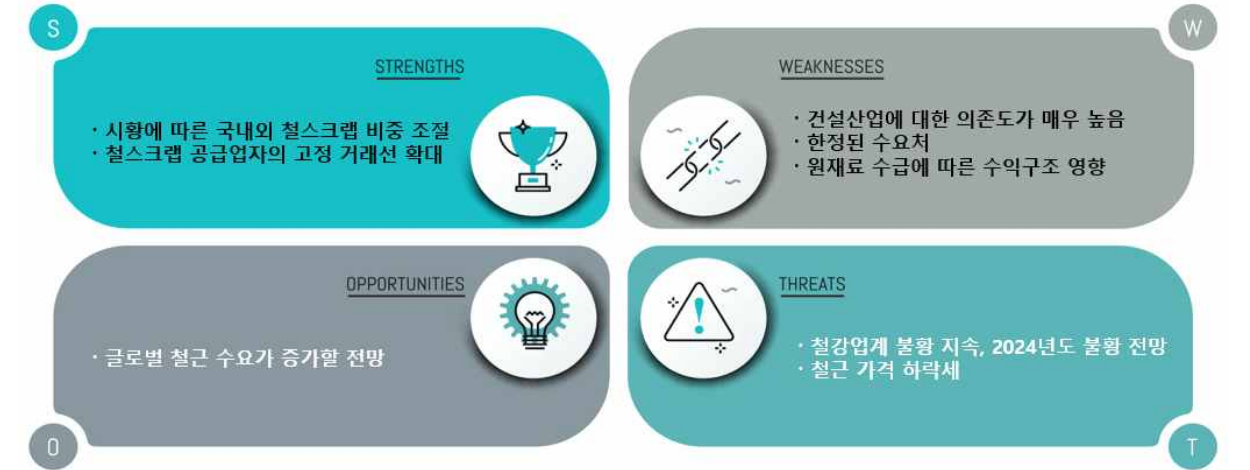 S
STRENGTHS
· 시황에 따른 국내외 철스크랩 비중 조절
· 철스크랩 공급업자의 고정 거래선 확대
W
WEAKNESSES
· 건설산업에 대한 의존도가 매우 높음
· 한정된 수요처
· 원재료 수급에 따른 수익구조 영향
OPPORTUNITIES
· 글로벌 철근 수요가 증가할 전망
O
THREATS
· 철강업계 불황 지속, 2024년도 불황 전망
· 철근 가격 하락세
T